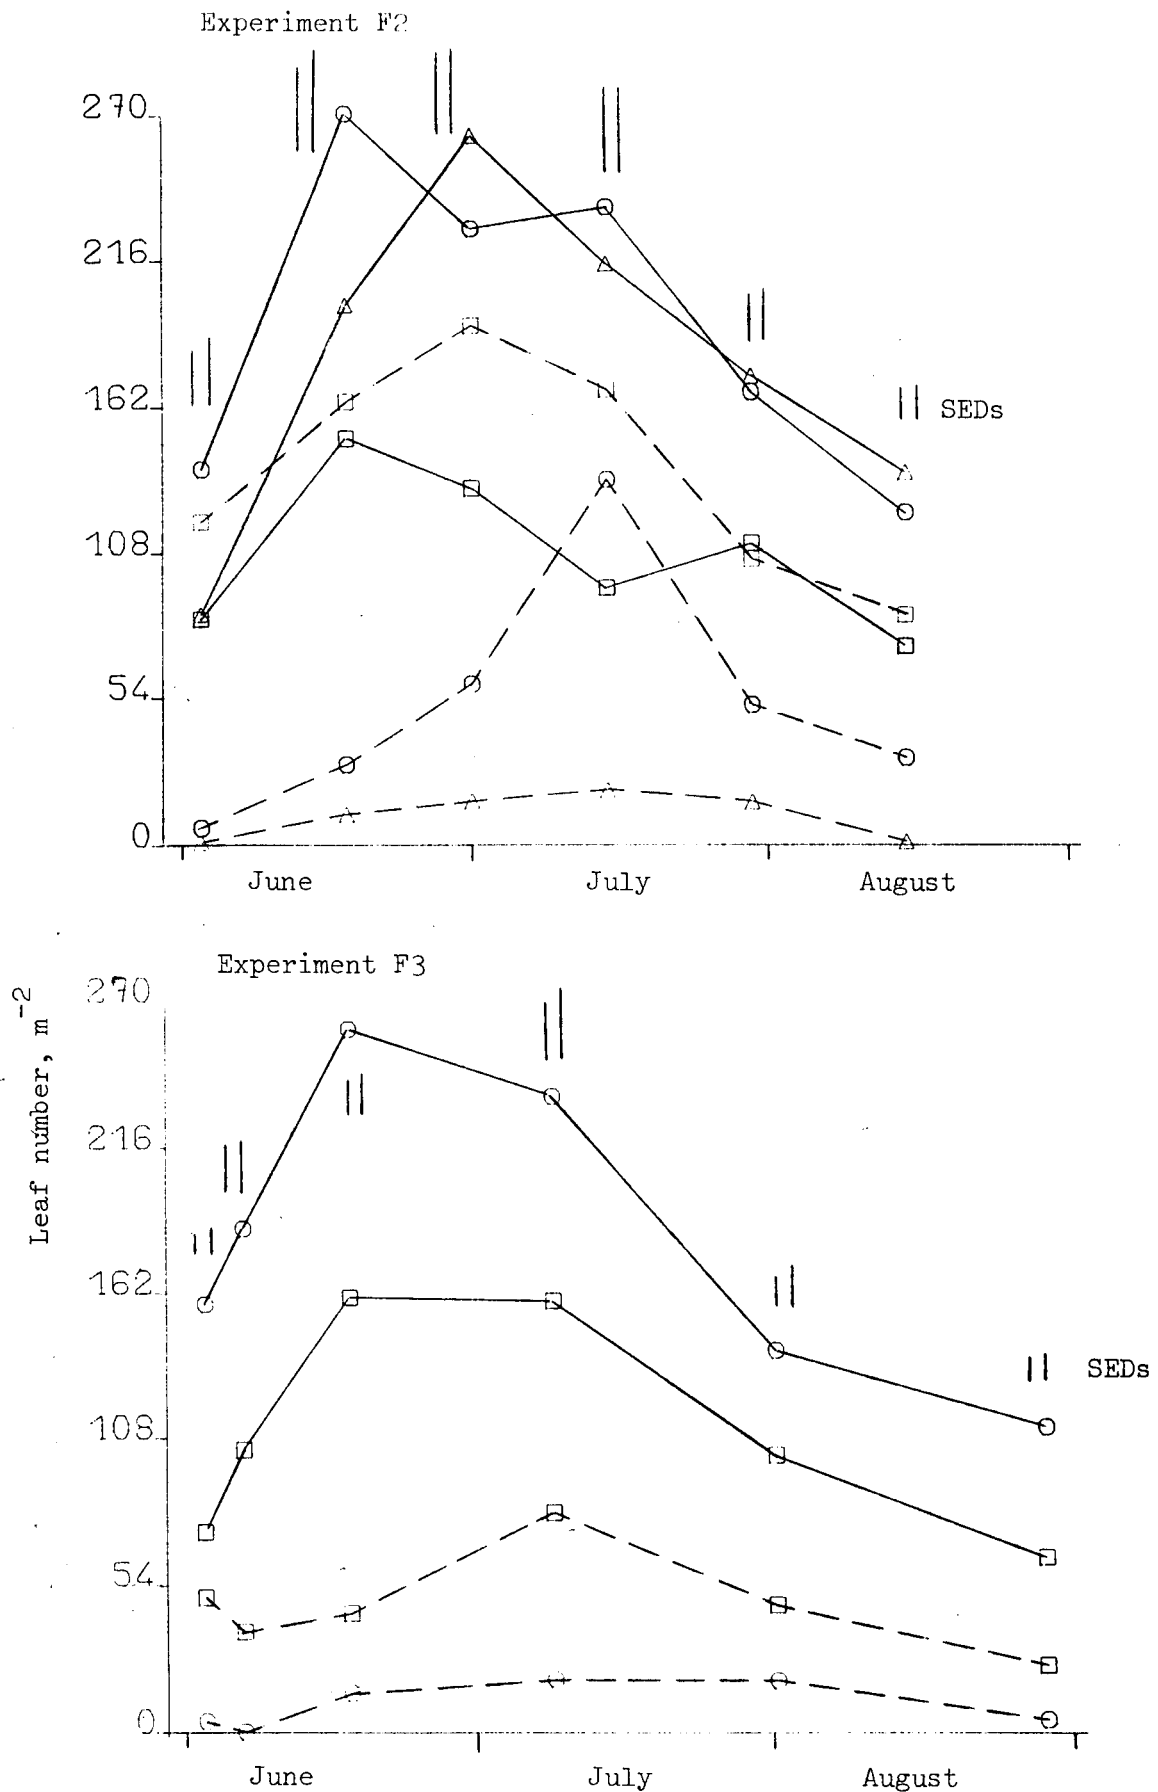 Experiment F2
270
216
162
SEDs
108
54
0
June July August
Experiment F3
270
Leaf number, m-2
216
162
SEDs
108
54
0
June July August